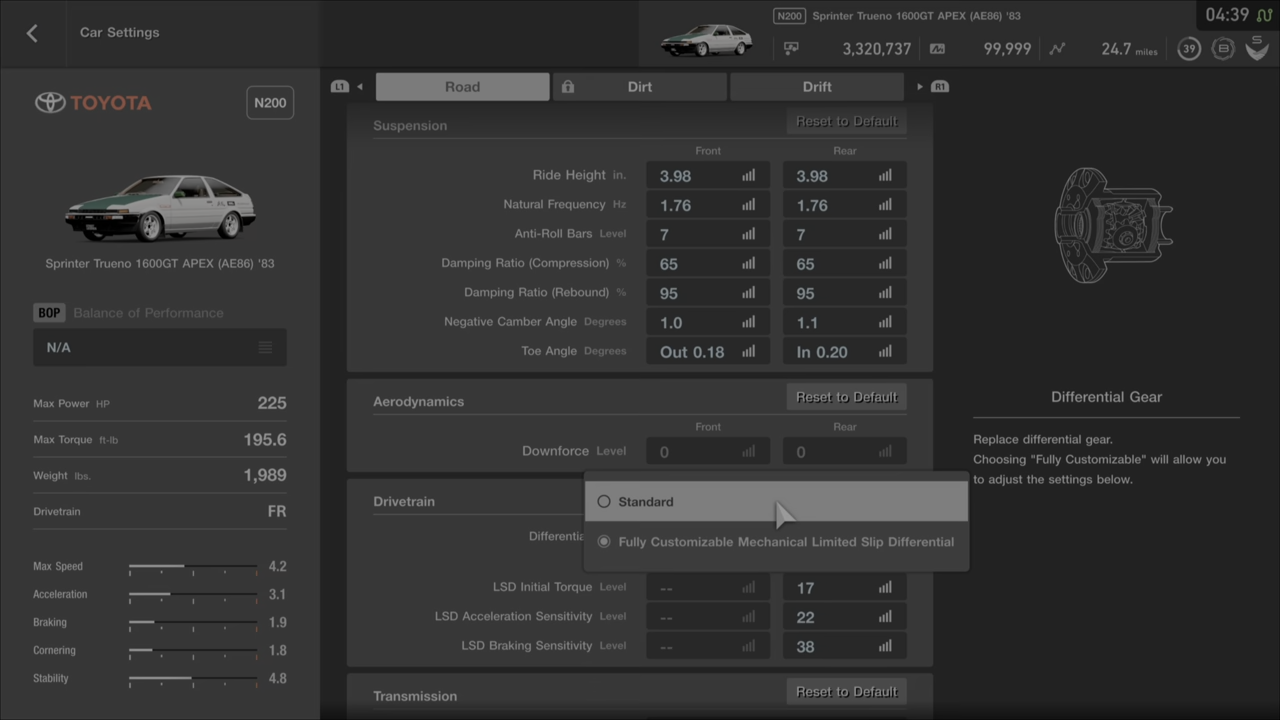 Car Settings
N200 Sprinter Trueno 1600GT APEX (AE86) '83
3,320,737 99,999 24.7 miles 39 B S
04:39
L1 Road Dirt Drift R1
TOYOTA
N200
Sprinter Trueno 1600GT APEX (AE86) '83
BOP Balance of Performance
N/A
Max Power HP 225
Max Torque ft-lb 195.6
Weight lbs. 1,989
Drivetrain FR
Max Speed 4.2
Acceleration 3.1
Braking 1.9
Cornering 1.8
Stability 4.8
Suspension Reset to Default
Front Rear
Ride Height in. 3.98 3.98
Natural Frequency Hz 1.76 1.76
Anti-Roll Bars Level 7 7
Damping Ratio (Compression) % 65 65
Damping Ratio (Rebound) % 95 95
Negative Camber Angle Degrees 1.0 1.1
Toe Angle Degrees Out 0.18 In 0.20
Aerodynamics Reset to Default
Front Rear
Downforce Level 0 0
Drivetrain
Standard
Differentia
Fully Customizable Mechanical Limited Slip Differential
LSD Initial Torque Level -- 17
LSD Acceleration Sensitivity Level -- 22
LSD Braking Sensitivity Level -- 38
Transmission Reset to Default
Differential Gear
Replace differential gear.
Choosing "Fully Customizable" will allow you
to adjust the settings below.